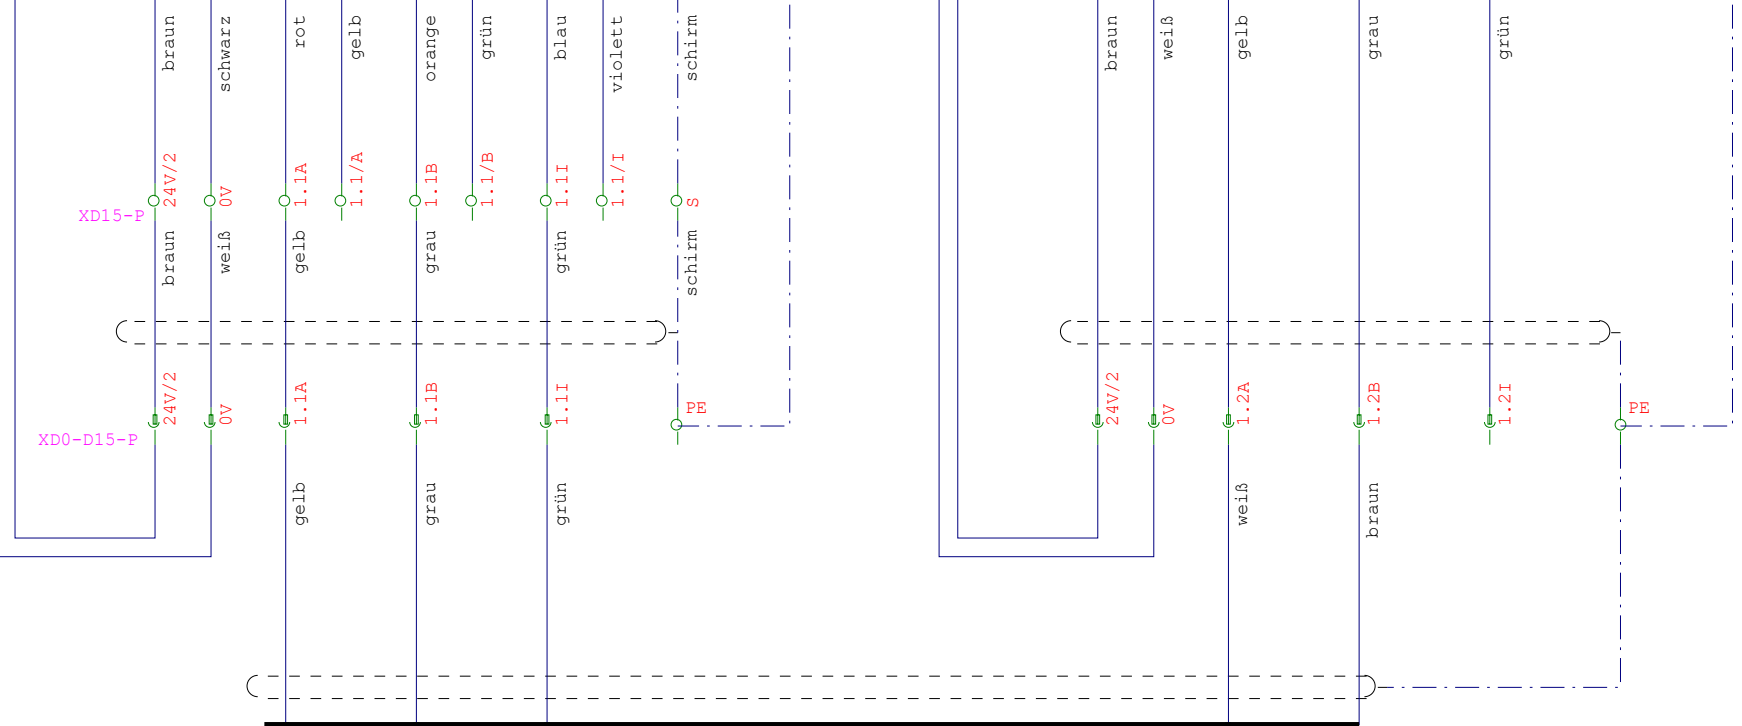 braun
schwarz
rot
gelb
orange
grün
blau
violett
schirm
braun
weiß
gelb
grau
grün
XD15-P
24V/2
0V
1.1A
1.1/A
1.1B
1.1/B
1.1I
1.1/I
S
braun
weiß
gelb
grau
grün
schirm
XD0-D15-P
24V/2
0V
1.1A
1.1B
1.1I
PE
24V/2
0V
1.2A
1.2B
1.2I
PE
gelb
grau
grün
weiß
braun